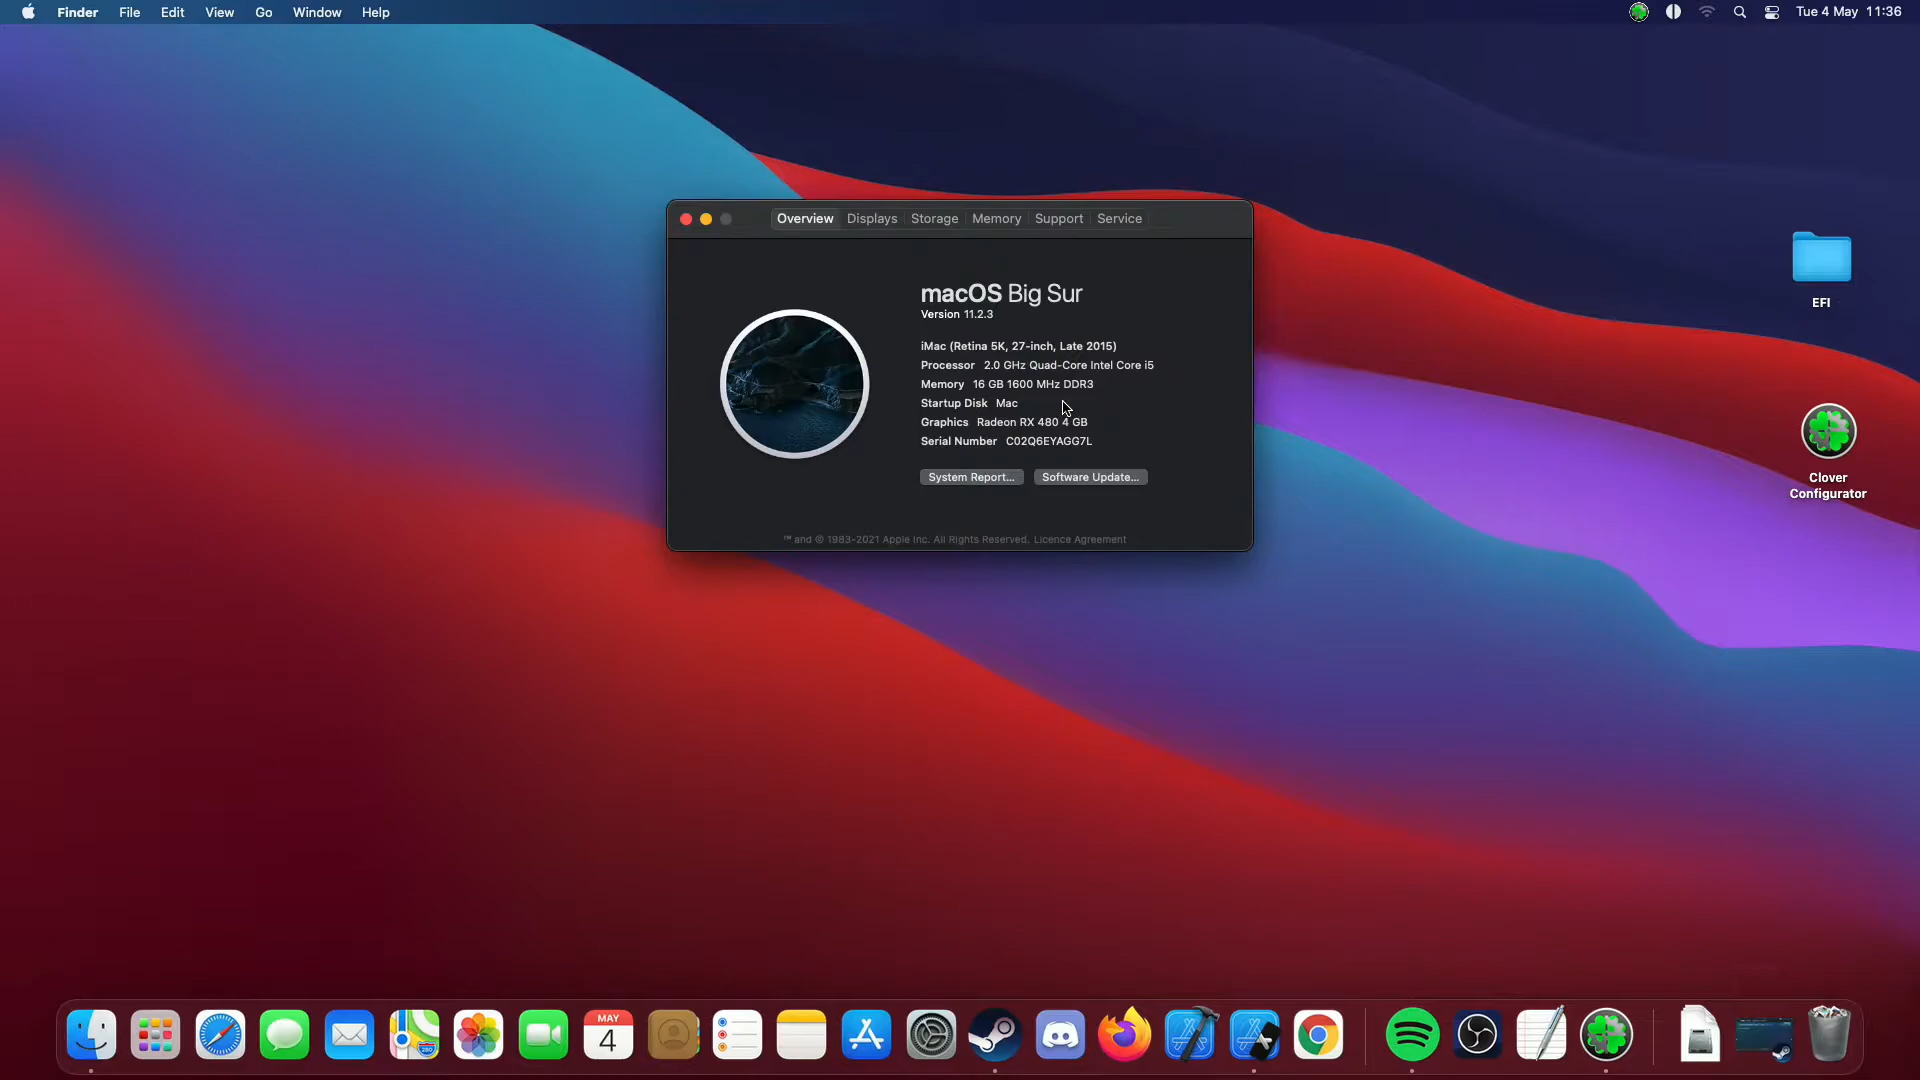 Finder File Edit View Go Window Help
Tue 4 May 11:36
Overview Displays Storage Memory Support Service
macOS Big Sur
Version 11.2.3
iMac (Retina 5K, 27-inch, Late 2015)
Processor 2.0 GHz Quad-Core Intel Core i5
Memory 16 GB 1600 MHz DDR3
Startup Disk Mac
Graphics Radeon RX 480 4 GB
Serial Number C02Q6EYAGG7L
System Report... Software Update...
™ and © 1983-2021 Apple Inc. All Rights Reserved. Licence Agreement
EFI
Clover
Configurator
MAY
4
280